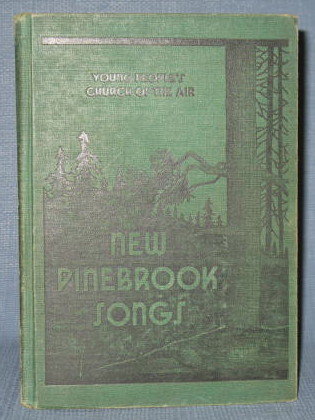 YOUNG PEOPLE'S
CHURCH OF THE AIR
NEW
PINEBROOK
SONGS